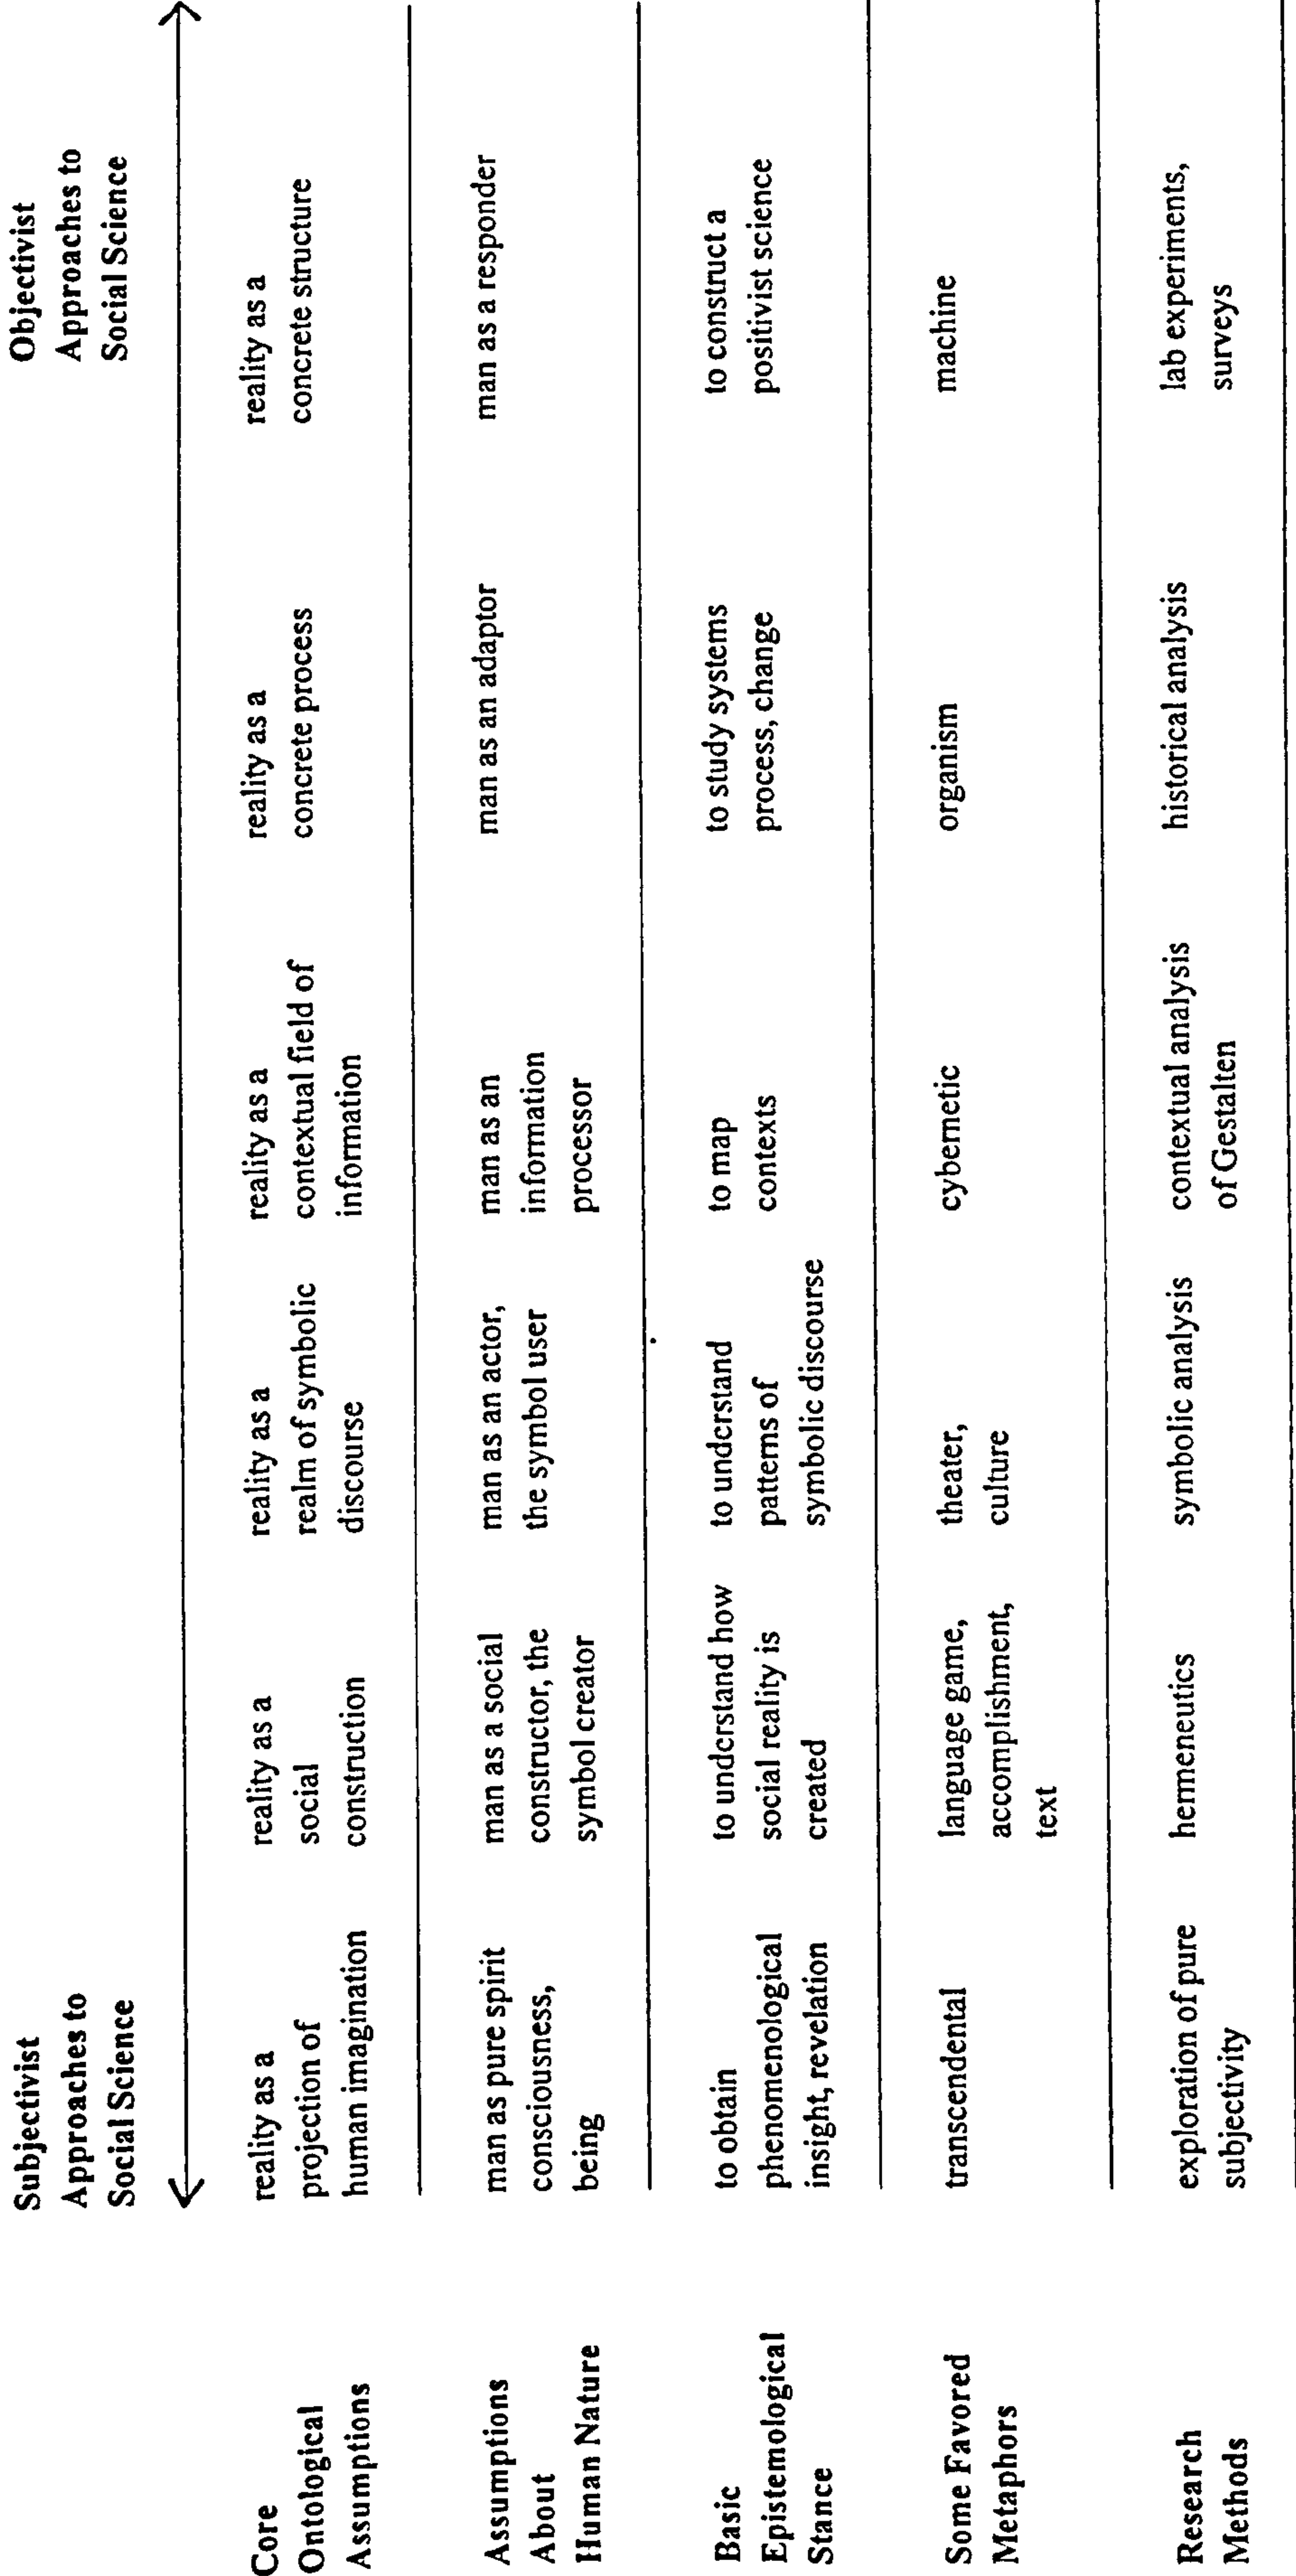 Subjectivist
Approaches to
Social Science
Objectivist
Approaches to
Social Science
Core
Ontological
Assumptions
reality as a
projection of
human imagination
reality as a
social
construction
reality as a
realm of symbolic
discourse
reality as a
contextual field of
information
reality as a
concrete process
reality as a
concrete structure
Assumptions
About
Human Nature
man as pure spirit
consciousness,
being
man as a social
constructor, the
symbol creator
man as an actor,
the symbol user
man as an
information
processor
man as an adaptor
man as a responder
Basic
Epistemological
Stance
to obtain
phenomenological
insight, revelation
to understand how
social reality is
created
to understand
patterns of
symbolic discourse
to map
contexts
to study systems
process, change
to construct a
positivist science
Some Favored
Metaphors
transcendental
language game,
accomplishment,
text
theater,
culture
cybernetic
organism
machine
Research
Methods
exploration of pure
subjectivity
hermeneutics
symbolic analysis
contextual analysis
of Gestalten
historical analysis
lab experiments,
surveys